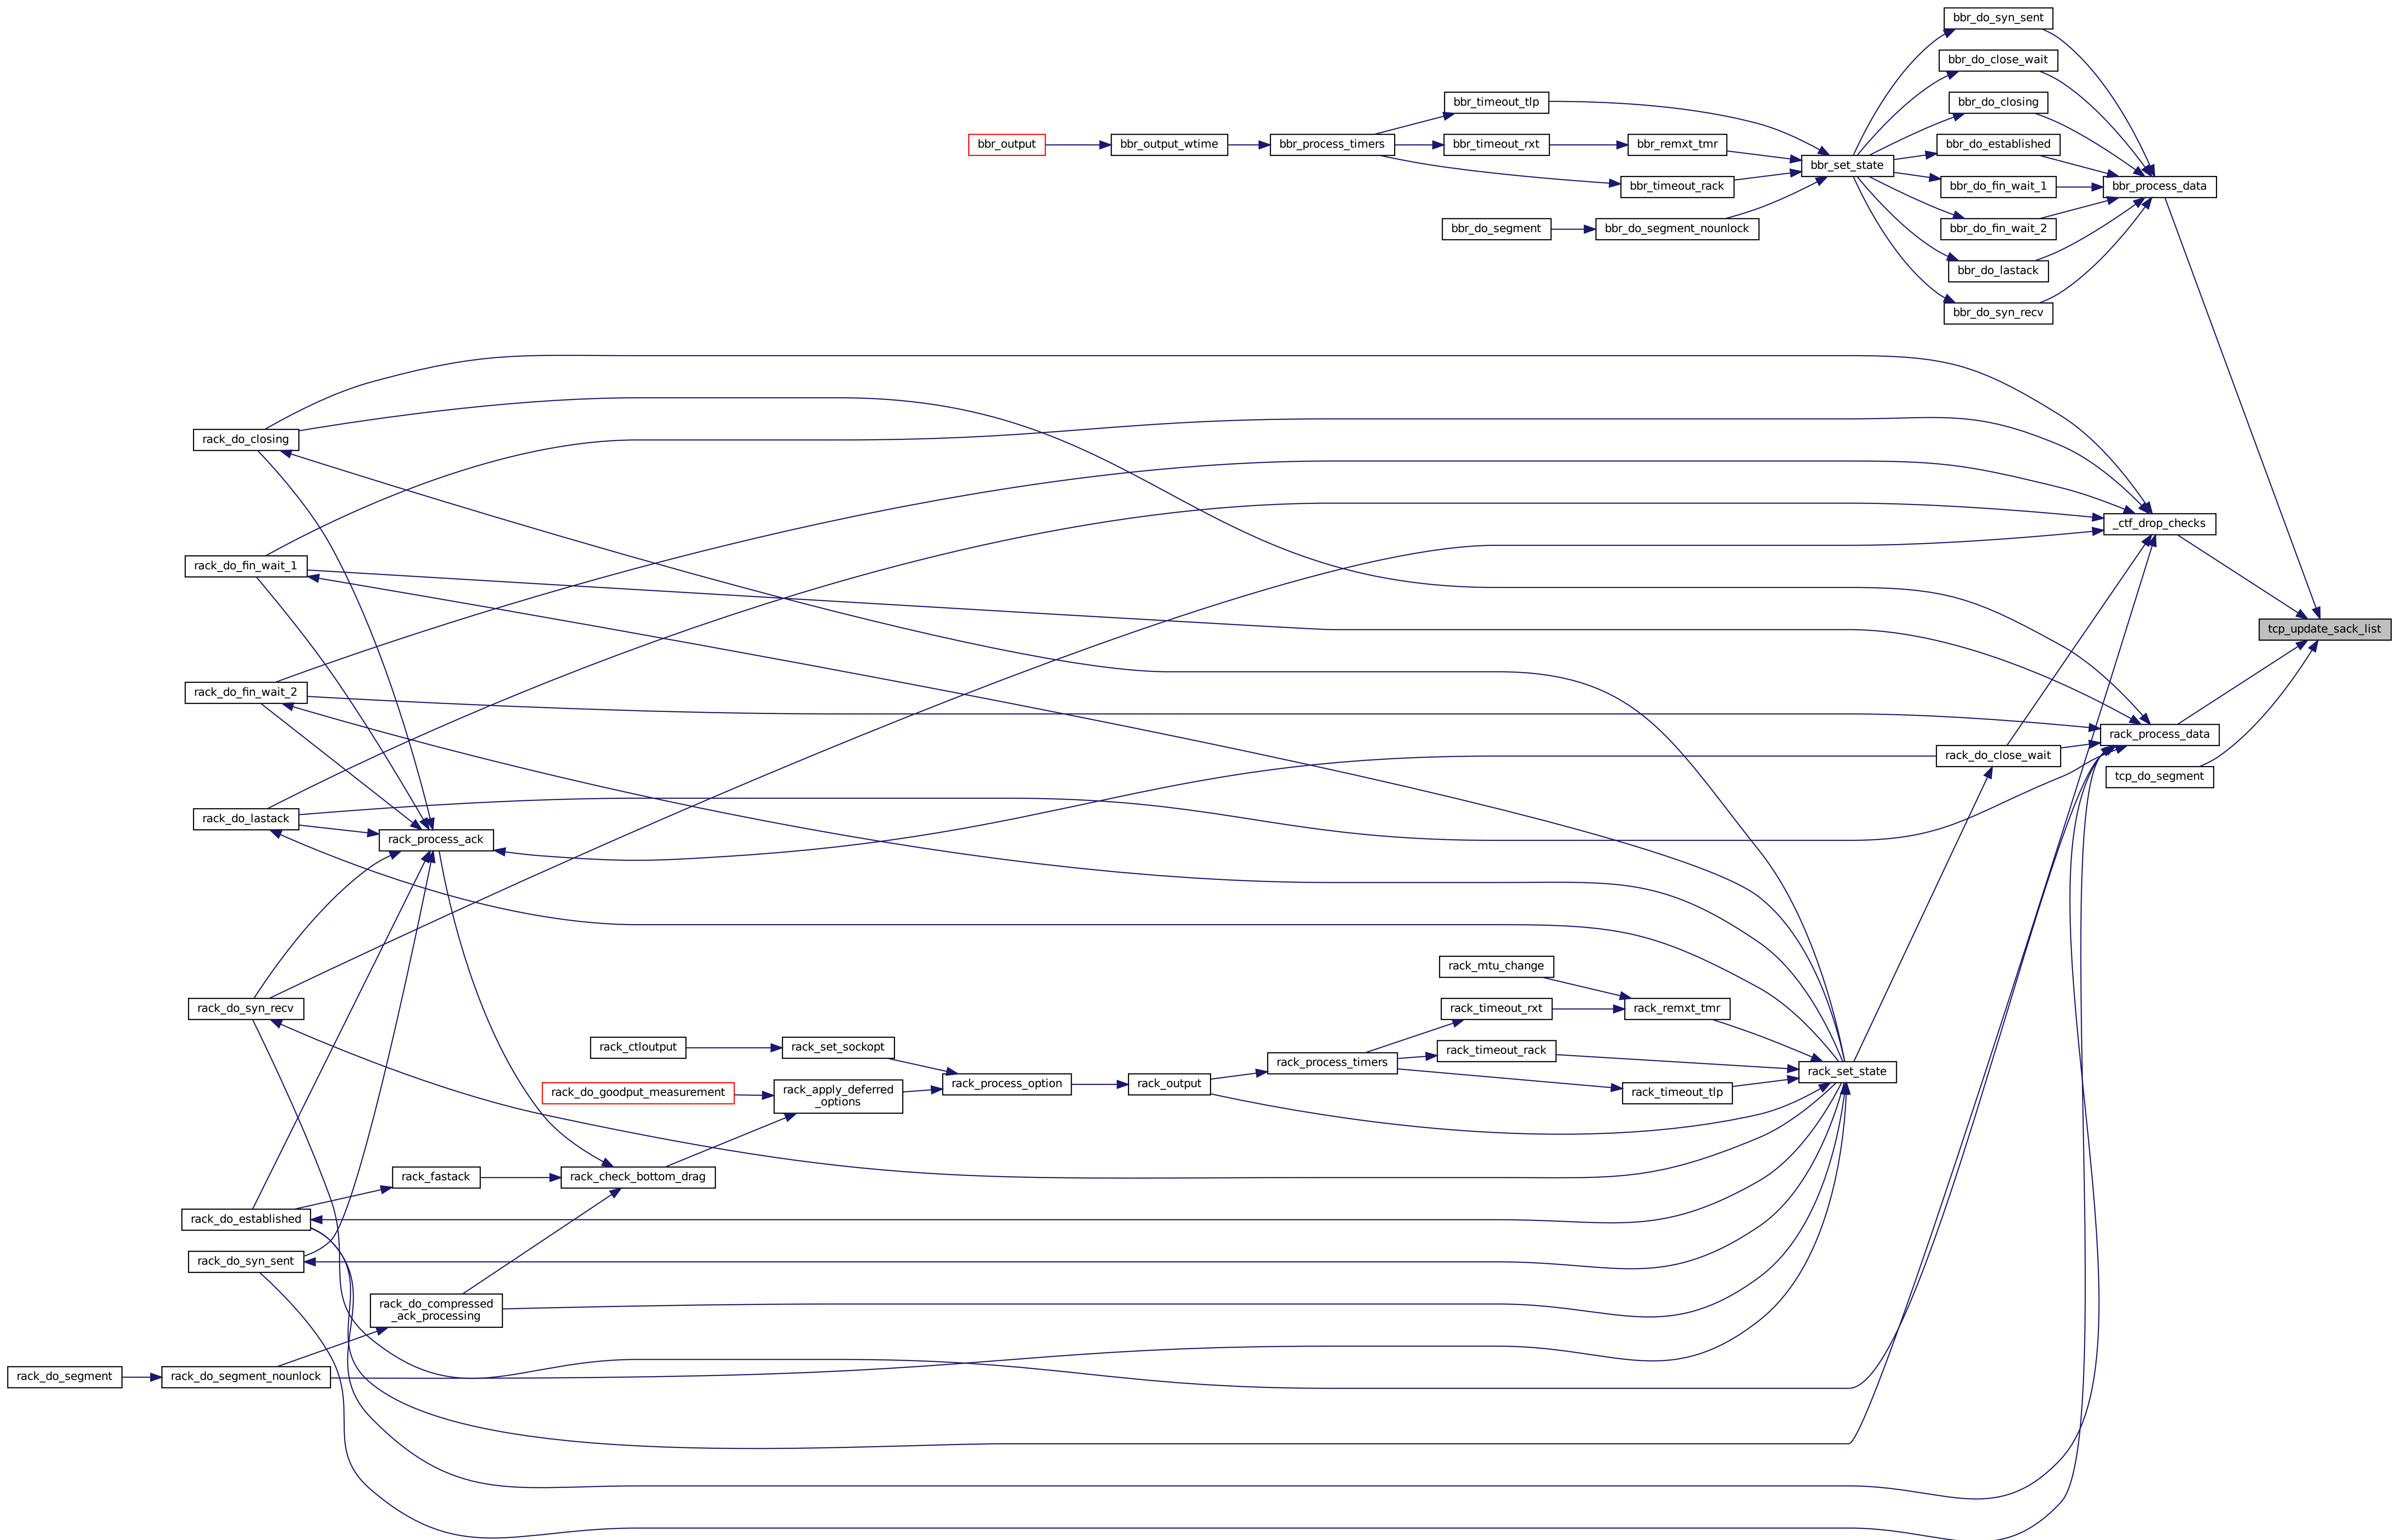 bbr_do_syn_sent
bbr_do_close_wait
bbr_timeout_tlp
bbr_do_closing
bbr_output
bbr_output_wtime
bbr_process_timers
bbr_timeout_rxt
bbr_remxt_tmr
bbr_do_established
bbr_set_state
bbr_timeout_rack
bbr_do_fin_wait_1
bbr_process_data
bbr_do_segment
bbr_do_segment_nounlock
bbr_do_fin_wait_2
bbr_do_lastack
bbr_do_syn_recv
rack_do_closing
_ctf_drop_checks
rack_do_fin_wait_1
tcp_update_sack_list
rack_do_fin_wait_2
rack_process_data
rack_do_close_wait
tcp_do_segment
rack_do_lastack
rack_process_ack
rack_mtu_change
rack_do_syn_recv
rack_timeout_rxt
rack_remxt_tmr
rack_ctloutput
rack_set_sockopt
rack_timeout_rack
rack_process_timers
rack_set_state
rack_do_goodput_measurement
rack_apply_deferred
_options
rack_process_option
rack_output
rack_timeout_tlp
rack_fastack
rack_check_bottom_drag
rack_do_established
rack_do_syn_sent
rack_do_compressed
_ack_processing
rack_do_segment
rack_do_segment_nounlock